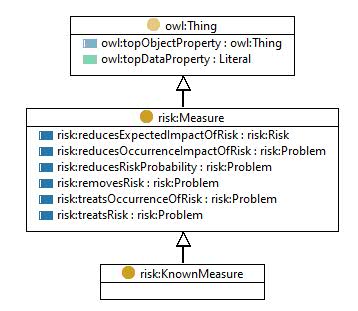 owl:Thing
owl:topObjectProperty : owl:Thing
owl:topDataProperty : Literal
risk:Measure
risk:reducesExpectedImpactOfRisk : risk:Risk
risk:reducesOccurrenceImpactOfRisk : risk:Problem
risk:reducesRiskProbability : risk:Problem
risk:removesRisk : risk:Problem
risk:treatsOccurrenceOfRisk : risk:Problem
risk:treatsRisk : risk:Problem
risk:KnownMeasure